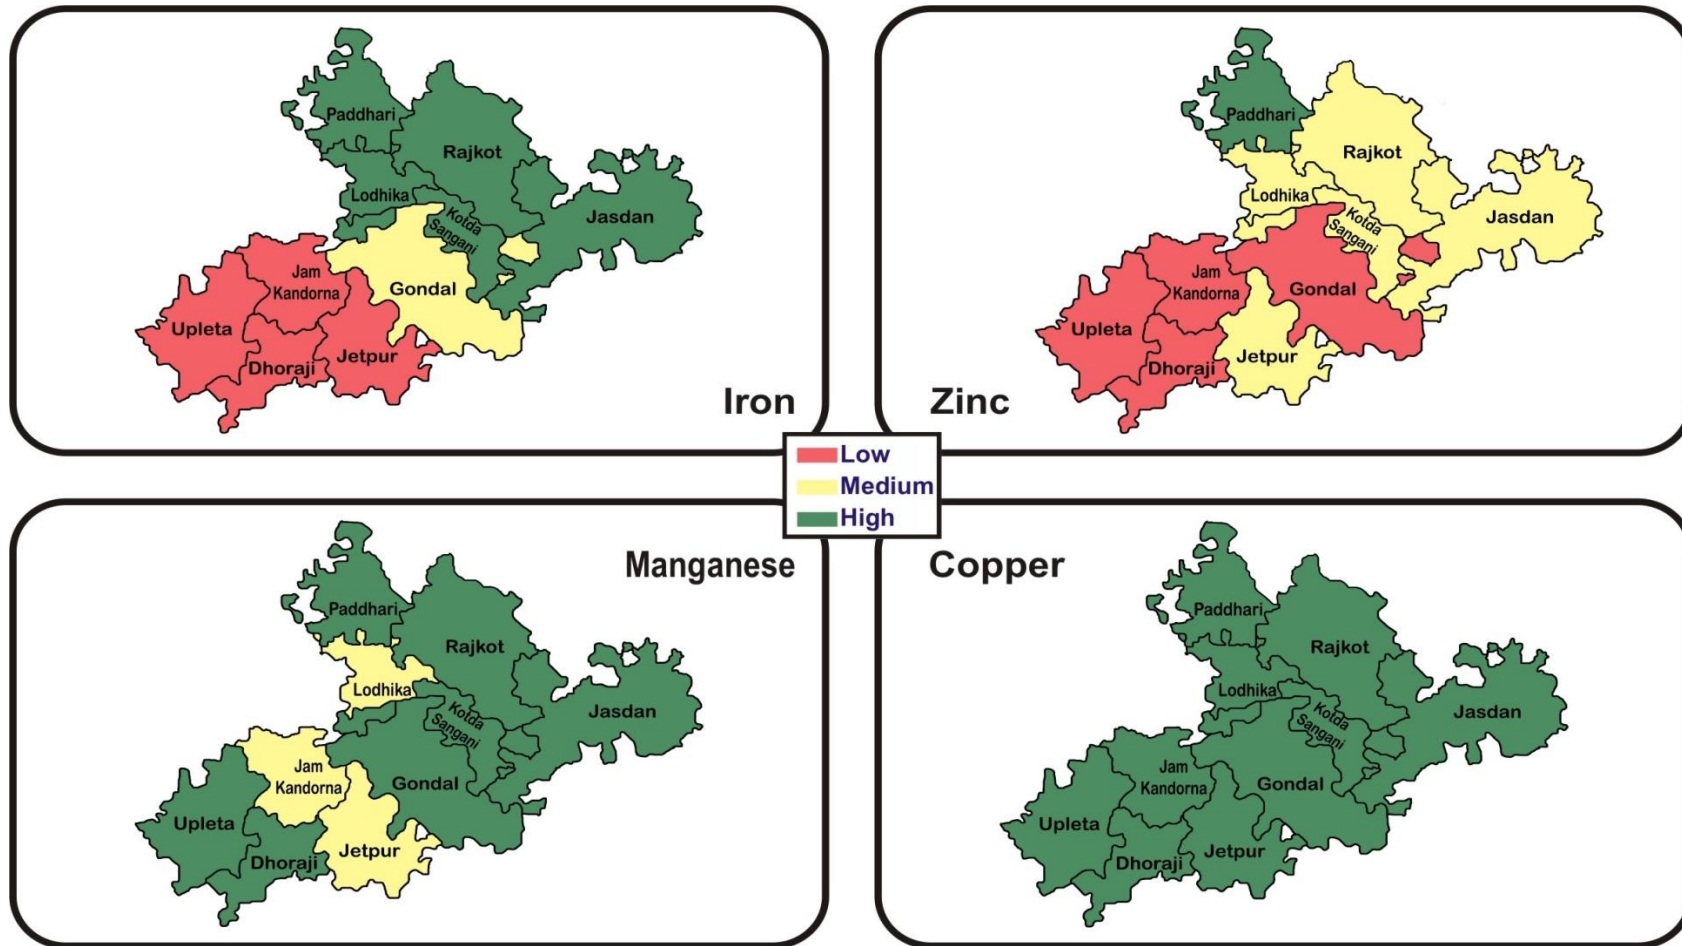 Paddhari
Rajkot
Lodhika
Kotda
Sangani
Jasdan
Jam
Kandorna
Gondal
Upleta
Dhoraji
Jetpur
Iron
Paddhari
Rajkot
Lodhika
Kotda
Sangani
Jasdan
Jam
Kandorna
Gondal
Upleta
Dhoraji
Jetpur
Zinc
Low
Medium
High
Manganese
Paddhari
Rajkot
Lodhika
Kotda
Sangani
Jasdan
Jam
Kandorna
Gondal
Upleta
Dhoraji
Jetpur
Copper
Paddhari
Rajkot
Lodhika
Kotda
Sangani
Jasdan
Jam
Kandorna
Gondal
Upleta
Dhoraji
Jetpur